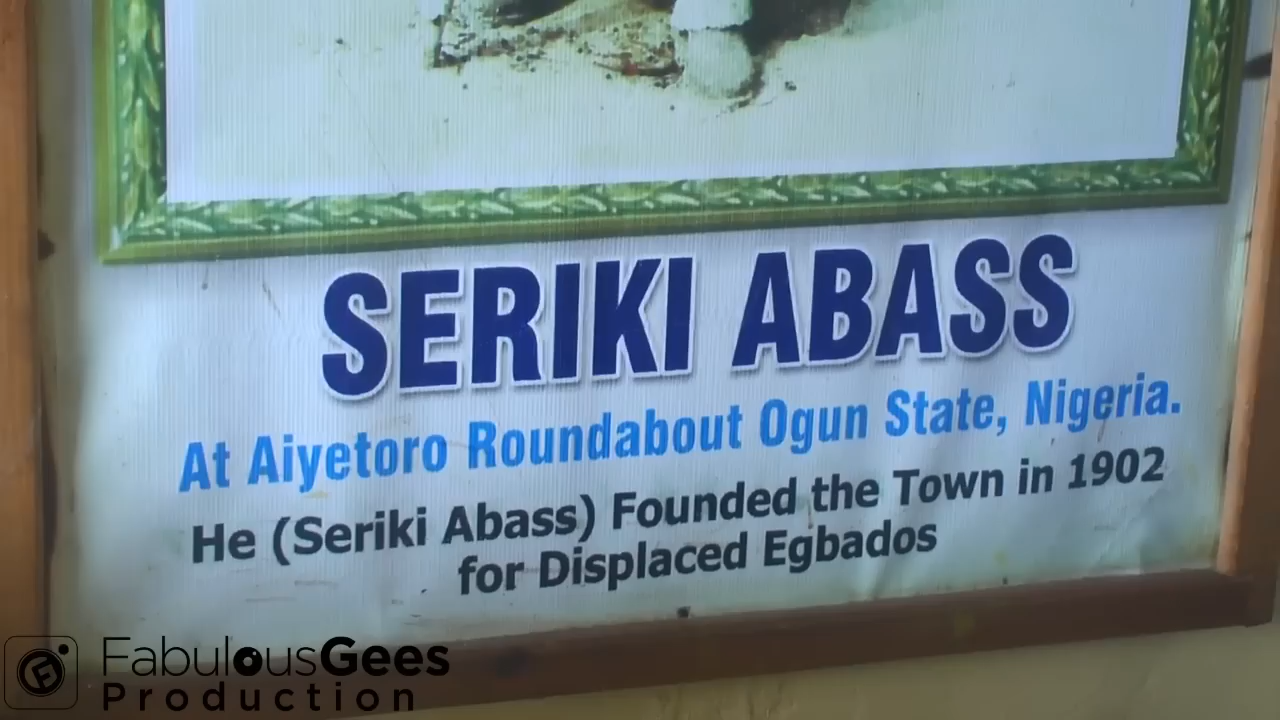 SERIKI ABASS
At Aiyetoro Roundabout Ogun State, Nigeria.
He (Seriki Abass) Founded the Town in 1902
for Displaced Egbados
FabulousGees
Production